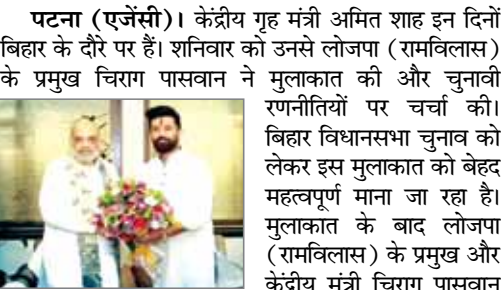 पटना (एजेंसी)। केंद्रीय गृह मंत्री अमित शाह इन दिनों
बिहार के दौरे पर हैं। शनिवार को उनसे लोजपा (रामविलास)
के प्रमुख चिराग पासवान ने मुलाकात की और चुनावी
रणनीतियों पर चर्चा की।
बिहार विधानसभा चुनाव को
लेकर इस मुलाकात को बेहद
महत्वपूर्ण माना जा रहा है।
मुलाकात के बाद लोजपा
(रामविलास) के प्रमुख और
केंद्रीय मंत्री चिराग पासवान